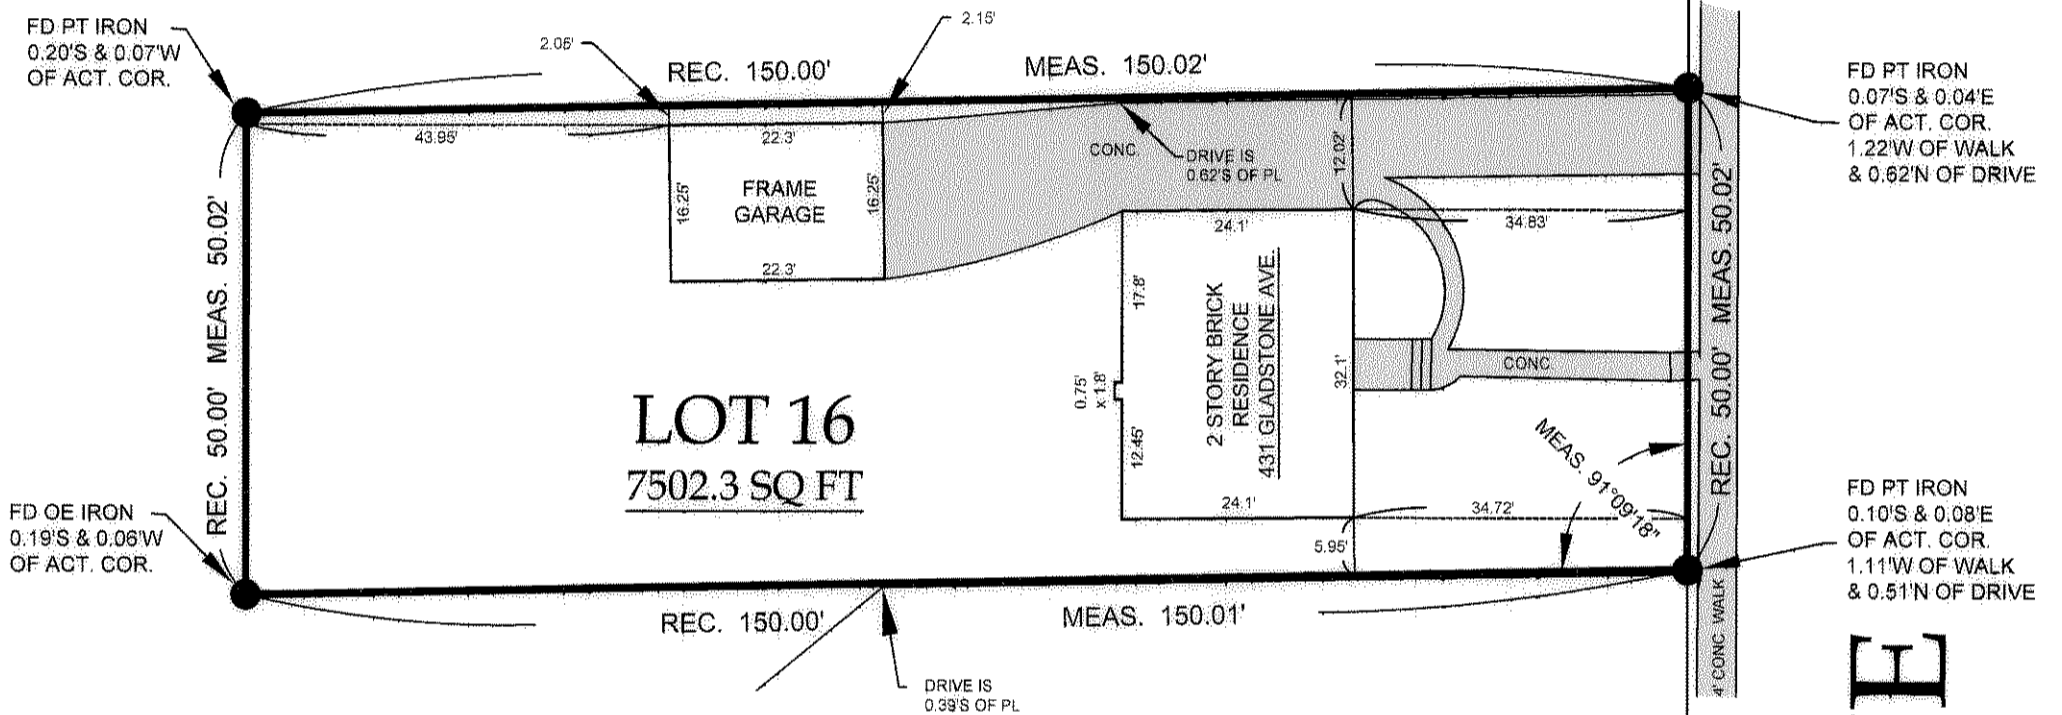 FD PT IRON
0.20'S & 0.07'W
OF ACT. COR.
2.05'
2.15'
REC. 150.00'
MEAS. 150.02'
FD PT IRON
0.07'S & 0.04'E
OF ACT. COR.
1.22'W OF WALK
& 0.62'N OF DRIVE
43.95'
22.3'
CONC.
DRIVE IS
0.62'S OF PL
12.02'
FRAME
GARAGE
16.25'
16.25'
22.3'
24.1'
34.83'
REC. 50.00' MEAS. 50.02'
17.8'
2 STORY BRICK
RESIDENCE
431 GLADSTONE AVE.
32.1'
CONC.
0.75'
x 1.8'
12.45'
LOT 16
7502.3 SQ FT
MEAS. 91°09'18"
REC. 50.00' MEAS. 50.02'
24.1'
34.72'
5.95'
FD OE IRON
0.19'S & 0.06'W
OF ACT. COR.
FD PT IRON
0.10'S & 0.08'E
OF ACT. COR.
1.11'W OF WALK
& 0.51'N OF DRIVE
REC. 150.00'
MEAS. 150.01'
4' CONC WALK
DRIVE IS
0.39'S OF PL
E